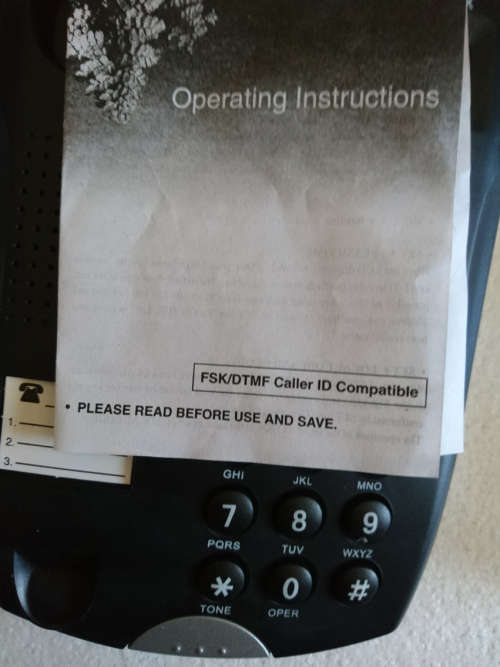 Operating Instructions
FSK/DTMF Caller ID Compatible
• PLEASE READ BEFORE USE AND SAVE.
1.
2.
3.
GHI JKL MNO
7 8 9
PQRS TUV WXYZ
* 0 #
TONE OPER